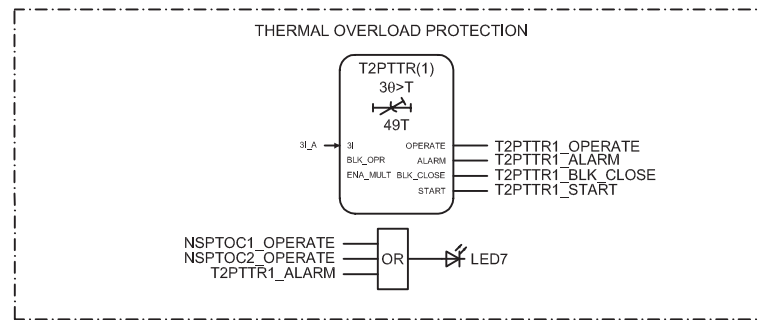 THERMAL OVERLOAD PROTECTION
T2PTTR(1)
3θ>T
49T
3I_A 3I OPERATE T2PTTR1_OPERATE
BLK_OPR ALARM T2PTTR1_ALARM
ENA_MULT BLK_CLOSE T2PTTR1_BLK_CLOSE
START T2PTTR1_START
NSPTOC1_OPERATE
NSPTOC2_OPERATE OR LED7
T2PTTR1_ALARM